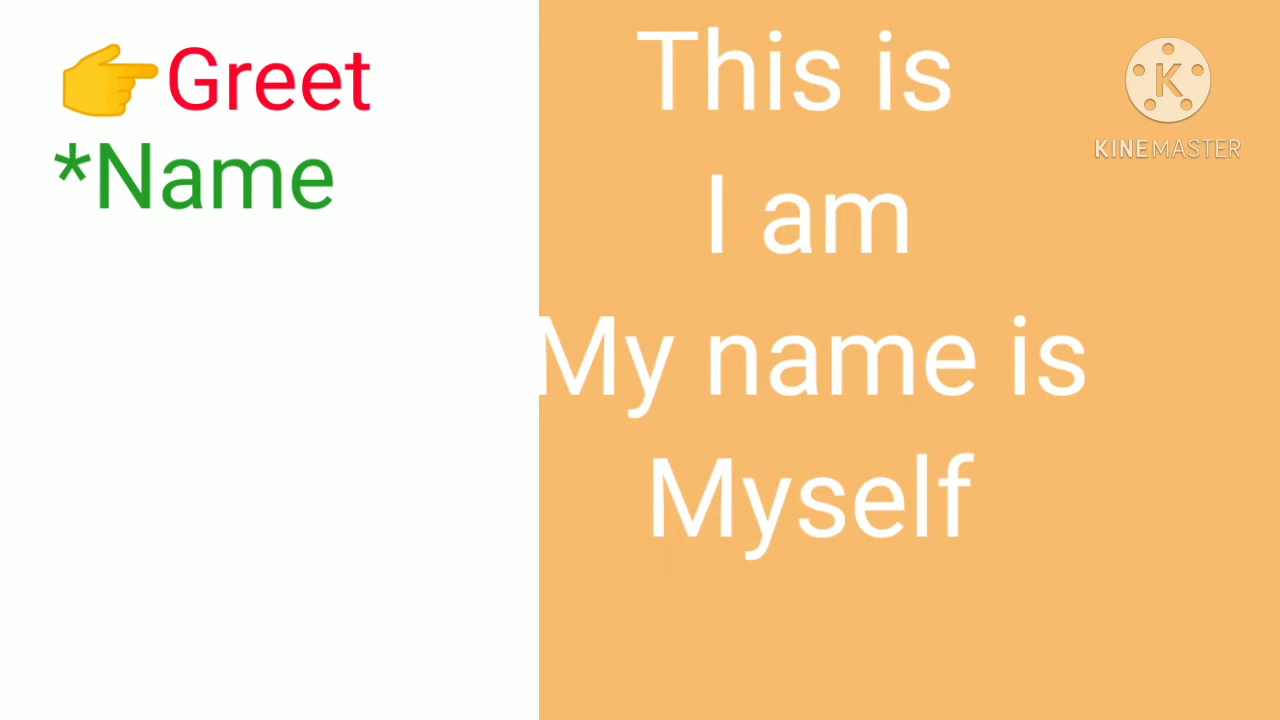 👉Greet
*Name
This is
I am
My name is
Myself
K
KINEMASTER